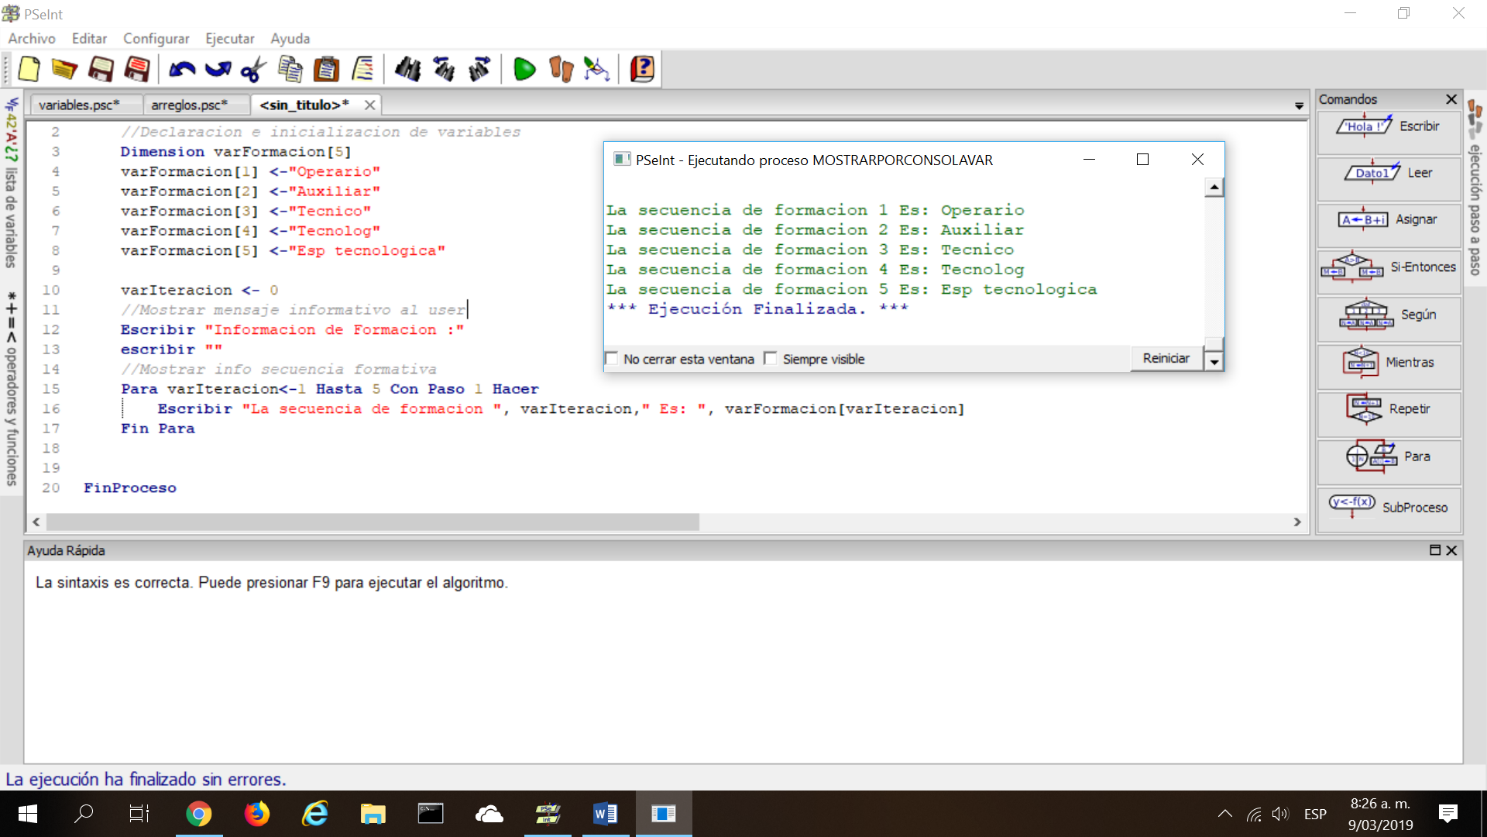 PSeInt
Archivo Editar Configurar Ejecutar Ayuda
variables.psc* arreglos.psc* <sin_titulo>*
2 //Declaracion e inicializacion de variables
3 Dimension varFormacion[5]
4 varFormacion[1] <-"Operario"
5 varFormacion[2] <-"Auxiliar"
6 varFormacion[3] <-"Tecnico"
7 varFormacion[4] <-"Tecnolog"
8 varFormacion[5] <-"Esp tecnologica"
9
10 varIteracion <- 0
11 //Mostrar mensaje informativo al user
12 Escribir "Informacion de Formacion :"
13 escribir ""
14 //Mostrar info secuencia formativa
15 Para varIteracion<-1 Hasta 5 Con Paso 1 Hacer
16 Escribir "La secuencia de formacion ", varIteracion," Es: ", varFormacion[varIteracion]
17 Fin Para
18
19
20 FinProceso
PSeInt - Ejecutando proceso MOSTRARPORCONSOLAVAR
La secuencia de formacion 1 Es: Operario
La secuencia de formacion 2 Es: Auxiliar
La secuencia de formacion 3 Es: Tecnico
La secuencia de formacion 4 Es: Tecnolog
La secuencia de formacion 5 Es: Esp tecnologica
*** Ejecución Finalizada. ***
No cerrar esta ventana Siempre visible Reiniciar
42 'A' ¿? lista de variables
*+=< operadores y funciones
Comandos
'Hola !' Escribir
Dato1 Leer
A←B+i Asignar
Si-Entonces
Según
Mientras
Repetir
Para
y<-f(x) SubProceso
ejecución paso a paso
Ayuda Rápida
La sintaxis es correcta. Puede presionar F9 para ejecutar el algoritmo.
La ejecución ha finalizado sin errores.
ESP
8:26 a. m.
9/03/2019